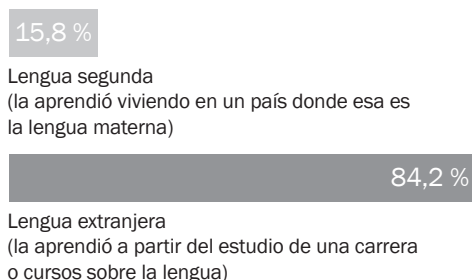 15,8 %
Lengua segunda
(la aprendió viviendo en un país donde esa es
la lengua materna)
84,2 %
Lengua extranjera
(la aprendió a partir del estudio de una carrera
o cursos sobre la lengua)